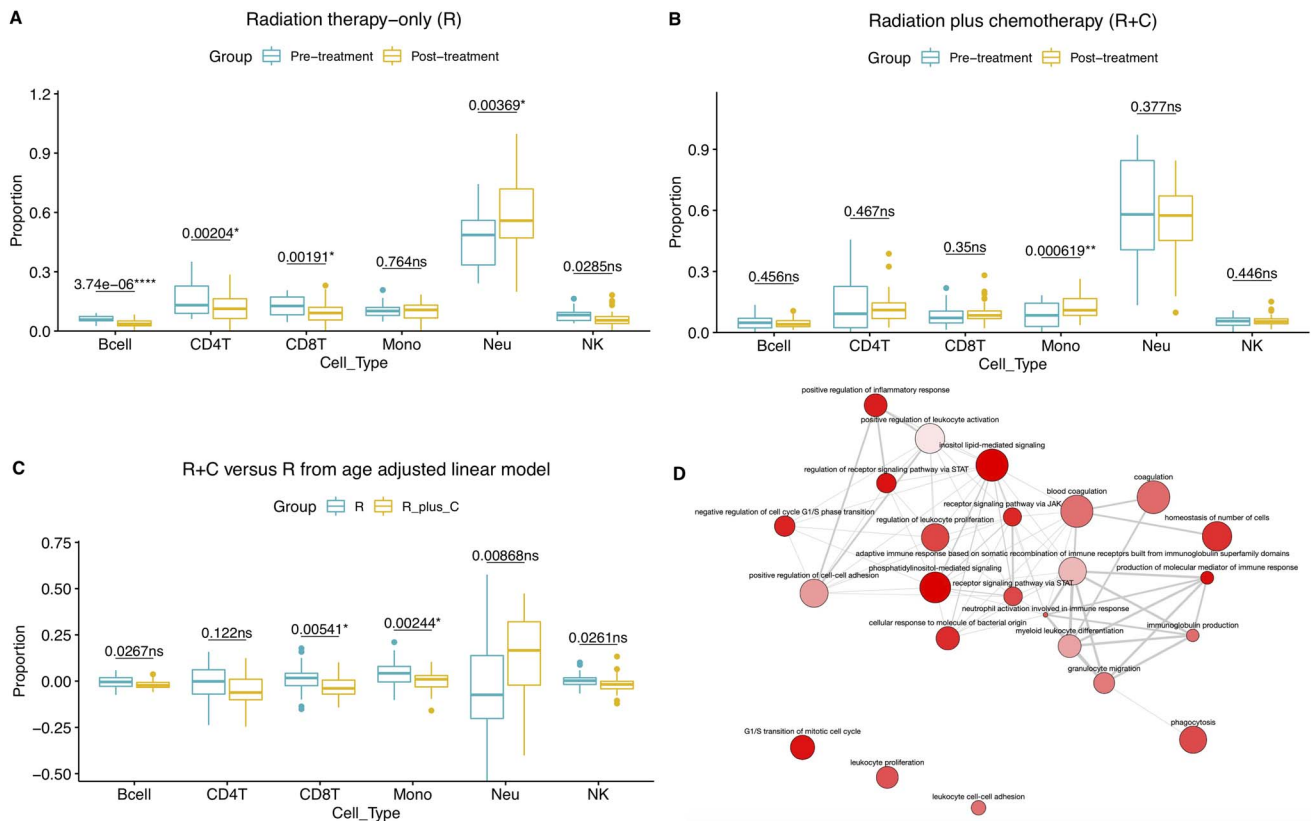 A
Radiation therapy−only (R)
Group Pre−treatment Post−treatment
1.2
0.9
0.6
0.3
0.0
Proportion
3.74e−06****
0.00204*
0.00191*
0.764ns
0.00369*
0.0285ns
Bcell CD4T CD8T Mono Neu NK
Cell_Type
B
Radiation plus chemotherapy (R+C)
Group Pre−treatment Post−treatment
0.9
0.6
0.3
0.0
Proportion
0.456ns
0.467ns
0.35ns
0.000619**
0.377ns
0.446ns
Bcell CD4T CD8T Mono Neu NK
Cell_Type
C
R+C versus R from age adjusted linear model
Group R R_plus_C
0.75
0.50
0.25
0.00
−0.25
−0.50
Proportion
0.0267ns
0.122ns
0.00541*
0.00244*
0.00868ns
0.0261ns
Bcell CD4T CD8T Mono Neu NK
Cell_Type
D
positive regulation of inflammatory response
positive regulation of leukocyte activation
inositol lipid-mediated signaling
regulation of receptor signaling pathway via STAT
coagulation
blood coagulation
receptor signaling pathway via JAK
negative regulation of cell cycle G1/S phase transition
regulation of leukocyte proliferation
homeostasis of number of cells
adaptive immune response based on somatic recombination of immune receptors built from immunoglobulin superfamily domains
phosphatidylinositol-mediated signaling
production of molecular mediator of immune response
positive regulation of cell-cell adhesion
receptor signaling pathway via STAT
neutrophil activation involved in immune response
cellular response to molecule of bacterial origin
myeloid leukocyte differentiation
immunoglobulin production
granulocyte migration
phagocytosis
G1/S transition of mitotic cell cycle
leukocyte proliferation
leukocyte cell-cell adhesion